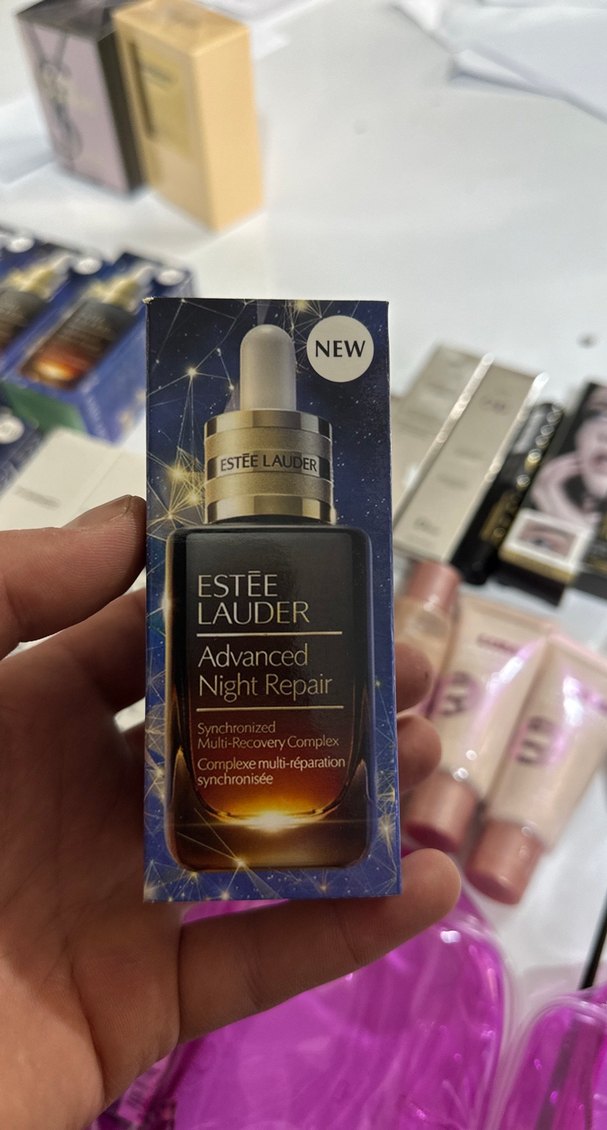 NEW
ESTĒE LAUDER
ESTĒE
LAUDER
Advanced
Night Repair
Synchronized
Multi-Recovery Complex
Complexe multi-réparation
synchronisée